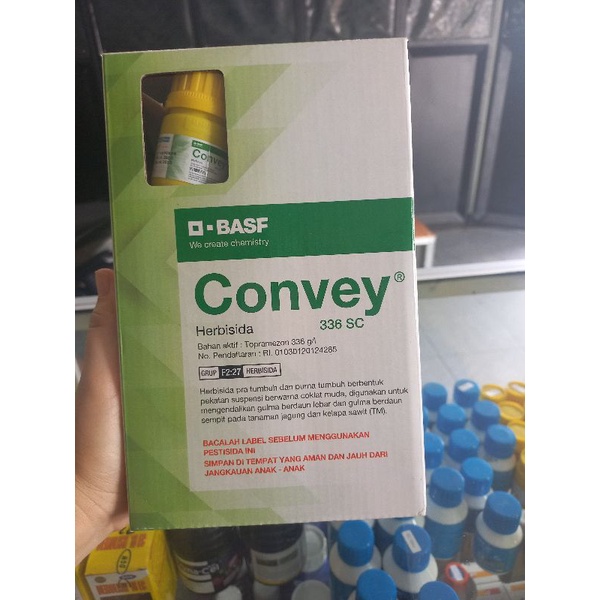 BASF
Convey
BASF
We create chemistry
Convey®
Herbisida 336 SC
Bahan aktif : Topramezon 336 g/l
No. Pendaftaran : RI. 01030120124265
GRUP F2-27 HERBISIDA
Herbisida pra tumbuh dan purna tumbuh berbentuk
pekatan suspensi berwarna coklat muda, digunakan untuk
mengendalikan gulma berdaun lebar dan gulma berdaun
sempit pada tanaman jagung dan kelapa sawit (TM).
BACALAH LABEL SEBELUM MENGGUNAKAN
PESTISIDA INI
SIMPAN DI TEMPAT YANG AMAN DAN JAUH DARI
JANGKAUAN ANAK - ANAK